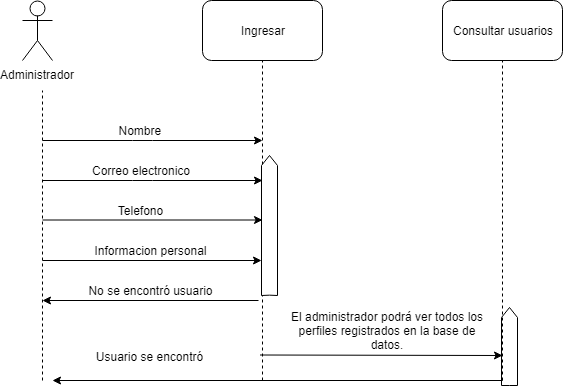 Ingresar
Consultar usuarios
Administrador
Nombre
Correo electronico
Telefono
Informacion personal
No se encontró usuario
El administrador podrá ver todos los
perfiles registrados en la base de
datos.
Usuario se encontró